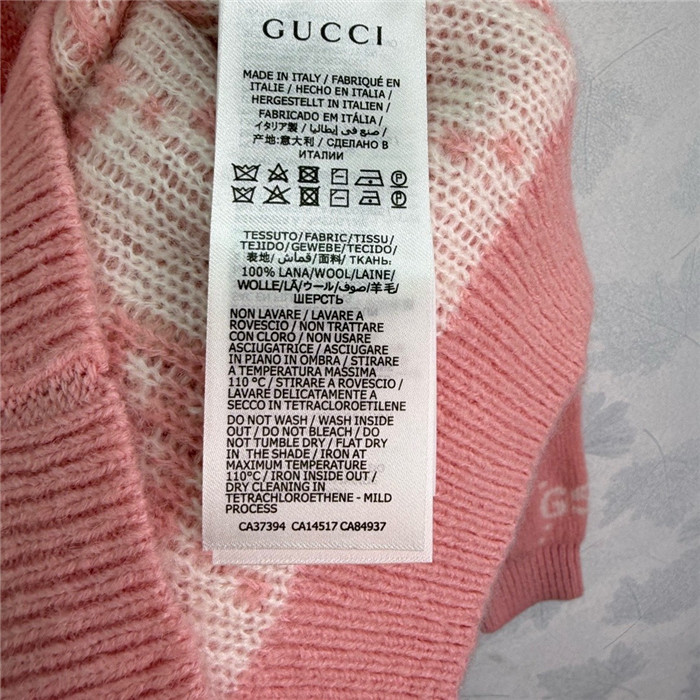 GUCCI
MADE IN ITALY / FABRIQUÉ EN
ITALIE / HECHO EN ITALIA /
HERGESTELLT IN ITALIEN /
FABRICADO EM ITÁLIA /
イタリア製 / صنع في إيطاليا /
产地:意大利 / СДЕЛАНО В
ИТАЛИИ
TESSUTO/FABRIC/TISSU/
TEJIDO/GEWEBE/TECIDO/
表地/ قماش/ 面料/ ТКАНЬ:
100% LANA/WOOL/LAINE/
WOLLE/LÃ/ウール/صوف/羊毛/
ШЕРСТЬ
NON LAVARE / LAVARE A
ROVESCIO / NON TRATTARE
CON CLORO / NON USARE
ASCIUGATRICE / ASCIUGARE
IN PIANO IN OMBRA / STIRARE
A TEMPERATURA MASSIMA
110 °C / STIRARE A ROVESCIO /
LAVARE DELICATAMENTE A
SECCO IN TETRACLOROETILENE
DO NOT WASH / WASH INSIDE
OUT / DO NOT BLEACH / DO
NOT TUMBLE DRY / FLAT DRY
IN THE SHADE / IRON AT
MAXIMUM TEMPERATURE
110°C / IRON INSIDE OUT /
DRY CLEANING IN
TETRACHLOROETHENE - MILD
PROCESS
CA37394 CA14517 CA84937